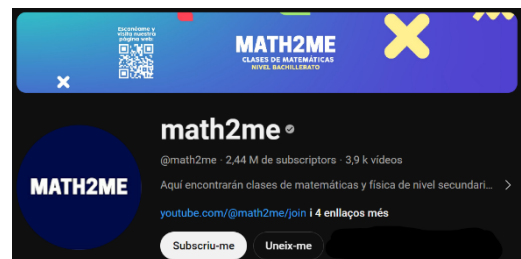 Escanéame y
visita nuestra
página web
MATH2ME
CLASES DE MATEMÁTICAS
NIVEL BACHILLERATO
MATH2ME
math2me
@math2me · 2,44 M de subscriptors · 3,9 k vídeos
Aquí encontrarán clases de matemáticas y física de nivel secundari...
youtube.com/@math2me/join i 4 enllaços més
Subscriu-me
Uneix-me